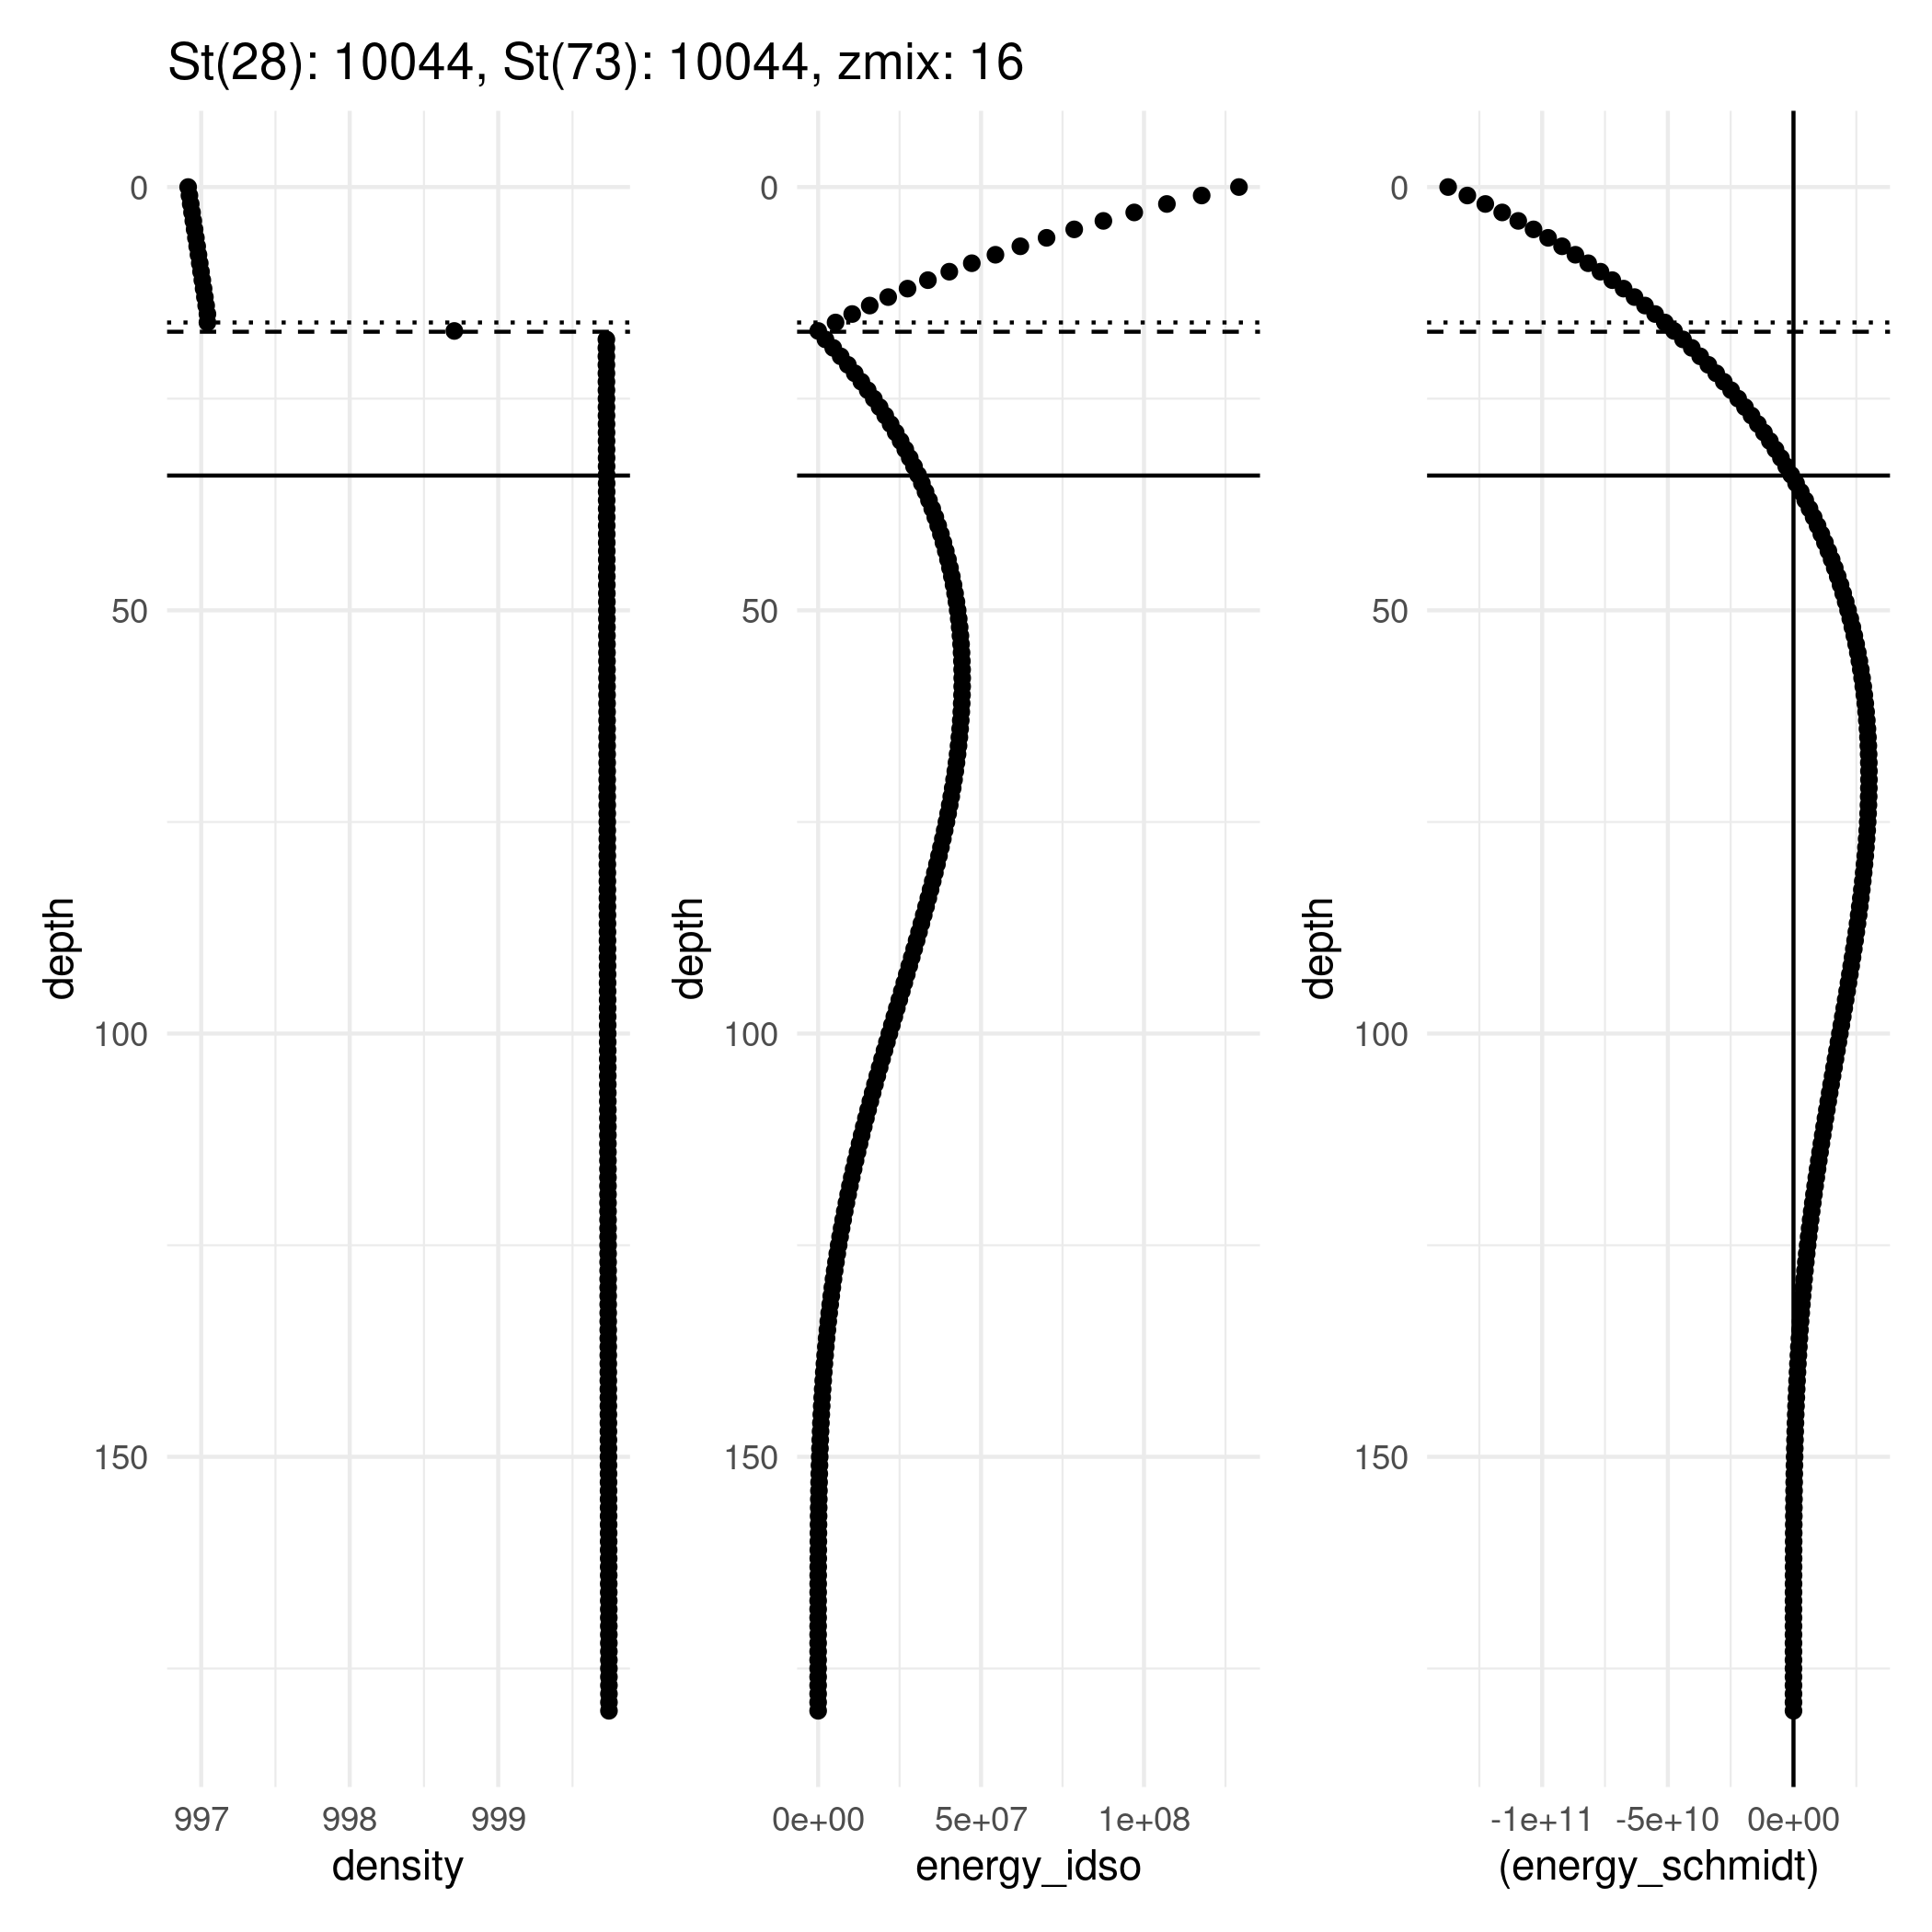 St(28): 10044, St(73): 10044, zmix: 16
0
50
100
150
depth
997 998 999
density
0
50
100
150
depth
0e+00 5e+07 1e+08
energy_idso
0
50
100
150
depth
-1e+11 -5e+10 0e+00
(energy_schmidt)